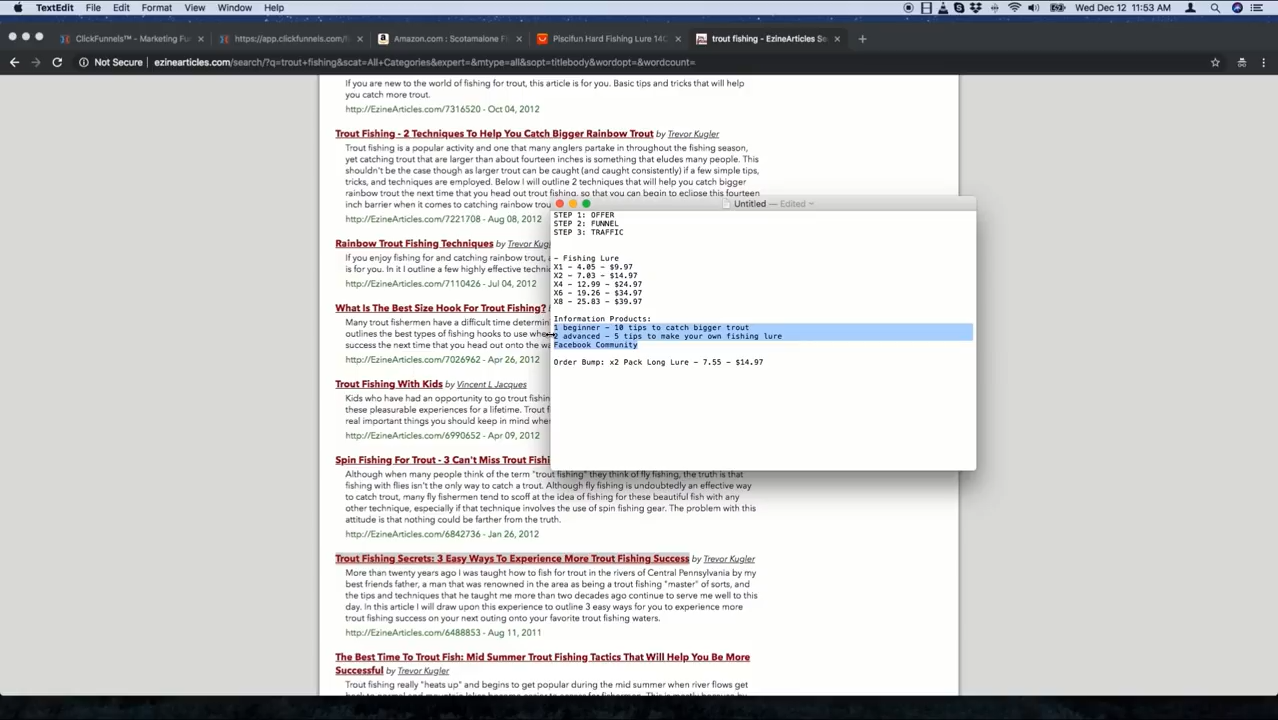 TextEdit File Edit Format View Window Help
Wed Dec 12 11:53 AM
ClickFunnels™ - Marketing Fu
https://app.clickfunnels.com/f
Amazon.com : Scotamalone F
Piscifun Hard Fishing Lure 14C
trout fishing - EzineArticles Se
Not Secure
ezinearticles.com/search/?q=trout+fishing&scat=All+Categories&expert=&mtype=all&sopt=titlebody&wordopt=&wordcount=
If you are new to the world of fishing for trout, this article is for you. Basic tips and tricks that will help
you catch more trout.
http://EzineArticles.com/7316520 - Oct 04, 2012
Trout Fishing - 2 Techniques To Help You Catch Bigger Rainbow Trout by Trevor Kugler
Trout fishing is a popular activity and one that many anglers partake in throughout the fishing season,
yet catching trout that are larger than about fourteen inches is something that eludes many people. This
shouldn't be the case though as larger trout can be caught (and caught consistently) if a few simple tips,
tricks, and techniques are employed. Below I will outline 2 techniques that will help you catch bigger
rainbow trout the next time that you head out trout fishing, so that you can begin to eclipse this fourteen
inch barrier when it comes to catching rainbow trou
http://EzineArticles.com/7221708 - Aug 08, 2012
Rainbow Trout Fishing Techniques by Trevor Kugl
If you enjoy fishing for and catching rainbow trout, a
is for you. In it I outline a few highly effective techni
http://EzineArticles.com/7110426 - Jul 04, 2012
What Is The Best Size Hook For Trout Fishing?
Many trout fishermen have a difficult time determin
outlines the best types of fishing hooks to use whe
success the next time that you head out onto the wa
http://EzineArticles.com/7026962 - Apr 26, 2012
Trout Fishing With Kids by Vincent L Jacques
Kids who have had an opportunity to go trout fishin
these pleasurable experiences for a lifetime. Trout f
real important things you should keep in mind whe
http://EzineArticles.com/6990652 - Apr 09, 2012
Spin Fishing For Trout - 3 Can't Miss Trout Fishi
Although when many people think of the term "trout fishing" they think of fly fishing, the truth is that
fishing with flies isn't the only way to catch a trout. Although fly fishing is undoubtedly an effective way
to catch trout, many fly fishermen tend to scoff at the idea of fishing for these beautiful fish with any
other technique, especially if that technique involves the use of spin fishing gear. The problem with this
attitude is that nothing could be farther from the truth.
http://EzineArticles.com/6842736 - Jan 26, 2012
Trout Fishing Secrets: 3 Easy Ways To Experience More Trout Fishing Success by Trevor Kugler
More than twenty years ago I was taught how to fish for trout in the rivers of Central Pennsylvania by my
best friends father, a man that was renowned in the area as being a trout fishing "master" of sorts, and
the tips and techniques that he taught me more than two decades ago continue to serve me well to this
day. In this article I will draw upon this experience to outline 3 easy ways for you to experience more
trout fishing success on your next outing onto your favorite trout fishing waters.
http://EzineArticles.com/6488853 - Aug 11, 2011
The Best Time To Trout Fish: Mid Summer Trout Fishing Tactics That Will Help You Be More
Successful by Trevor Kugler
Trout fishing really "heats up" and begins to get popular during the mid summer when river flows get
Untitled — Edited
STEP 1: OFFER
STEP 2: FUNNEL
STEP 3: TRAFFIC
- Fishing Lure
X1 - 4.05 - $9.97
X2 - 7.03 - $14.97
X4 - 12.99 - $24.97
X6 - 19.26 - $34.97
X8 - 25.83 - $39.97
Information Products:
1 beginner - 10 tips to catch bigger trout
2 advanced - 5 tips to make your own fishing lure
Facebook Community
Order Bump: x2 Pack Long Lure - 7.55 - $14.97